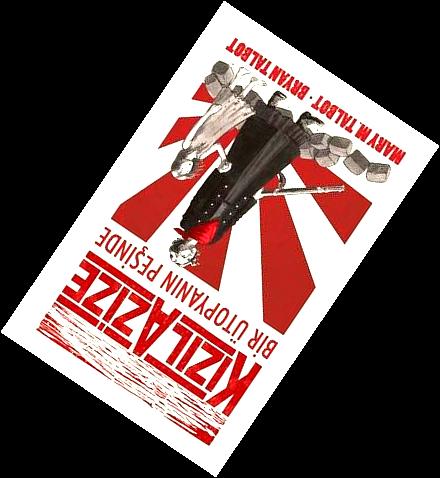 KIZIL AZİZE
BİR ÜTOPYANIN PEŞİNDE
MARY M. TALBOT · BRYAN TALBOT